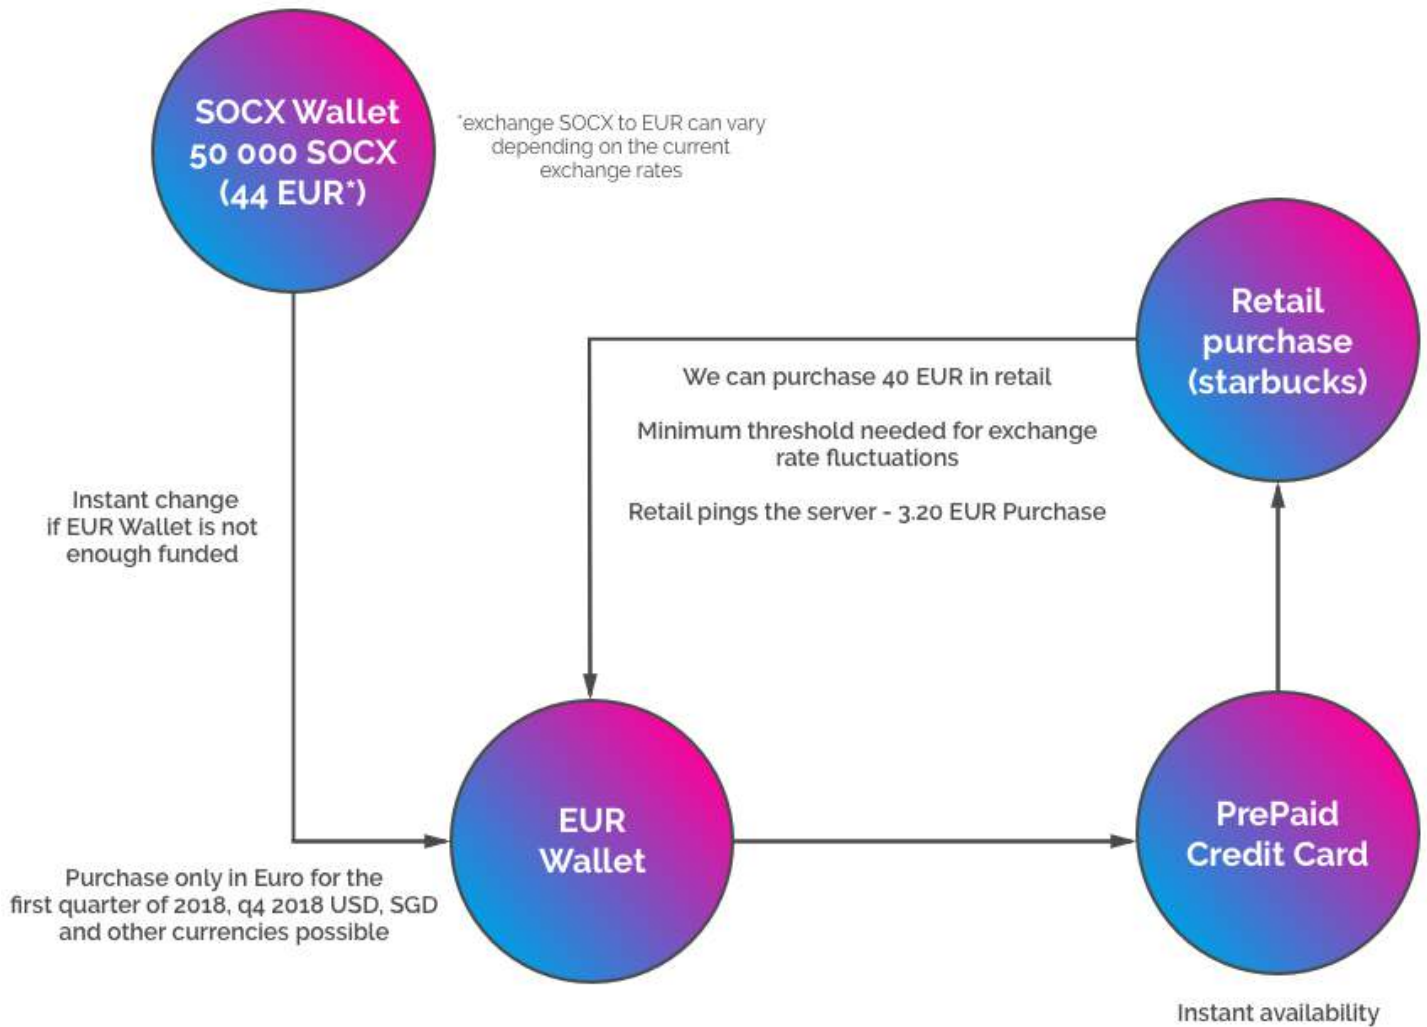 SOCX Wallet
50 000 SOCX
(44 EUR*)
*exchange SOCX to EUR can vary
depending on the current
exchange rates
Retail
purchase
(starbucks)
We can purchase 40 EUR in retail
Minimum threshold needed for exchange
rate fluctuations
Retail pings the server - 3.20 EUR Purchase
Instant change
if EUR Wallet is not
enough funded
EUR
Wallet
PrePaid
Credit Card
Purchase only in Euro for the
first quarter of 2018, q4 2018 USD, SGD
and other currencies possible
Instant availability